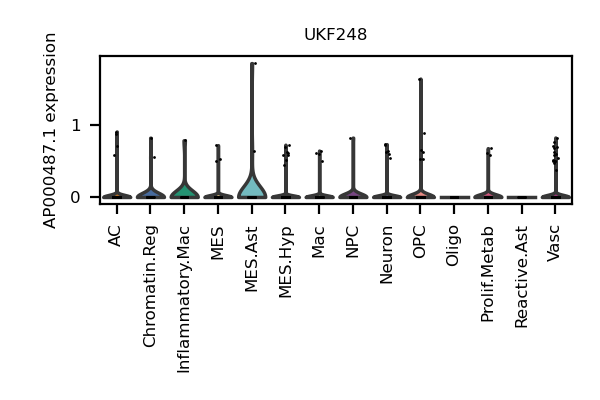 UKF248
AP000487.1 expression
1
0
AC
Chromatin.Reg
Inflammatory.Mac
MES
MES.Ast
MES.Hyp
Mac
NPC
Neuron
OPC
Oligo
Prolif.Metab
Reactive.Ast
Vasc